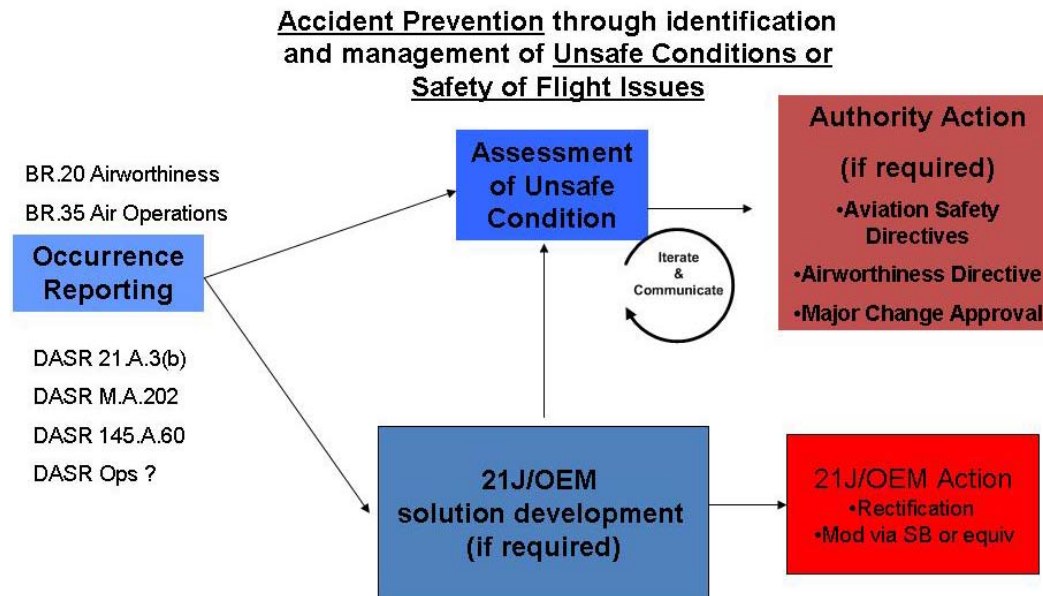 Accident Prevention through identification
and management of Unsafe Conditions or
Safety of Flight Issues
BR.20 Airworthiness
BR.35 Air Operations
Occurrence
Reporting
DASR 21.A.3(b)
DASR M.A.202
DASR 145.A.60
DASR Ops ?
Assessment
of Unsafe
Condition
Iterate
&
Communicate
Authority Action
(if required)
•Aviation Safety
Directives
•Airworthiness Directive
•Major Change Approval
21J/OEM
solution development
(if required)
21J/OEM Action
•Rectification
•Mod via SB or equiv